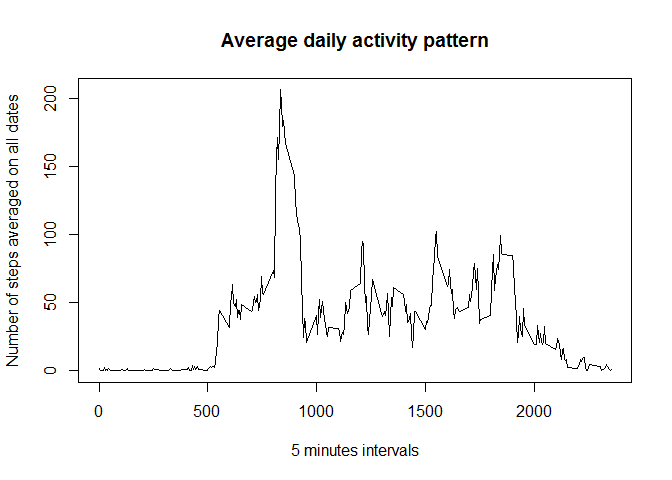 Average daily activity pattern
Number of steps averaged on all dates
200
150
100
50
0
0 500 1000 1500 2000
5 minutes intervals